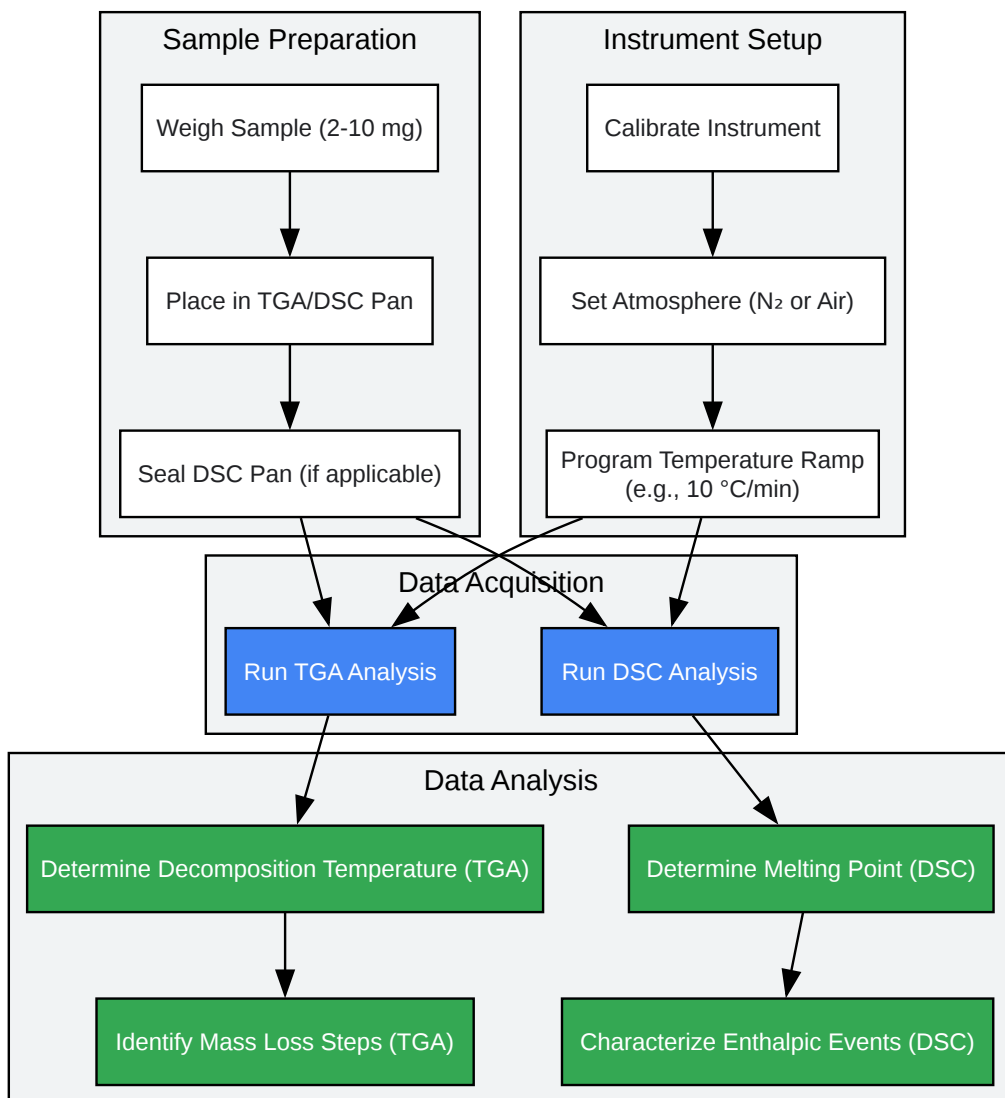 Sample Preparation
Weigh Sample (2-10 mg)
Place in TGA/DSC Pan
Seal DSC Pan (if applicable)
Instrument Setup
Calibrate Instrument
Set Atmosphere (N₂ or Air)
Program Temperature Ramp
(e.g., 10 °C/min)
Data Acquisition
Run TGA Analysis
Run DSC Analysis
Data Analysis
Determine Decomposition Temperature (TGA)
Identify Mass Loss Steps (TGA)
Determine Melting Point (DSC)
Characterize Enthalpic Events (DSC)